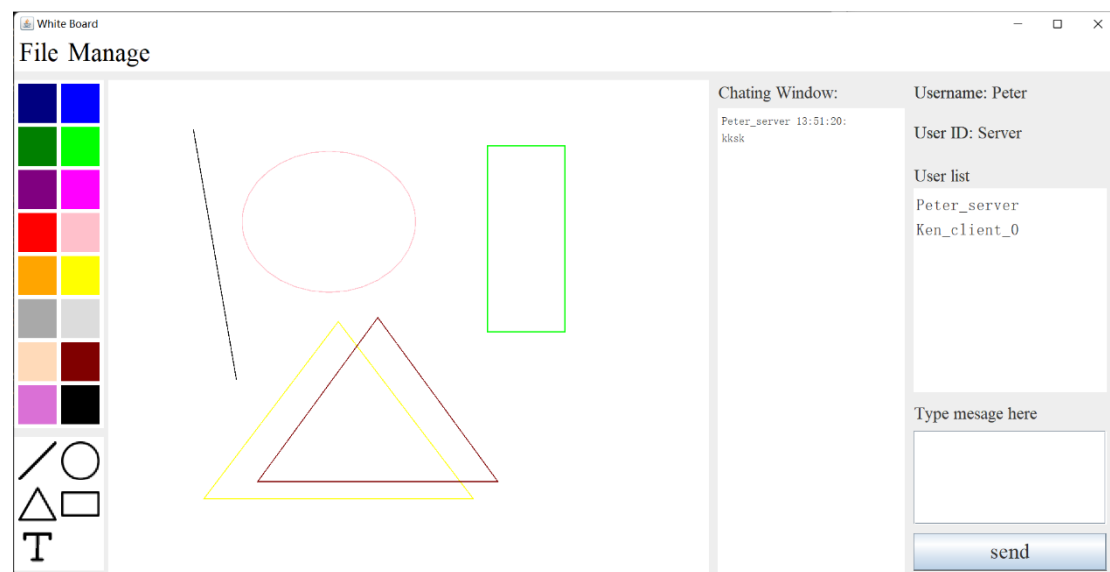 White Board
File Manage
Chating Window:
Peter_server 13:51:20:
kksk
Username: Peter
User ID: Server
User list
Peter_server
Ken_client_0
Type mesage here
send
T